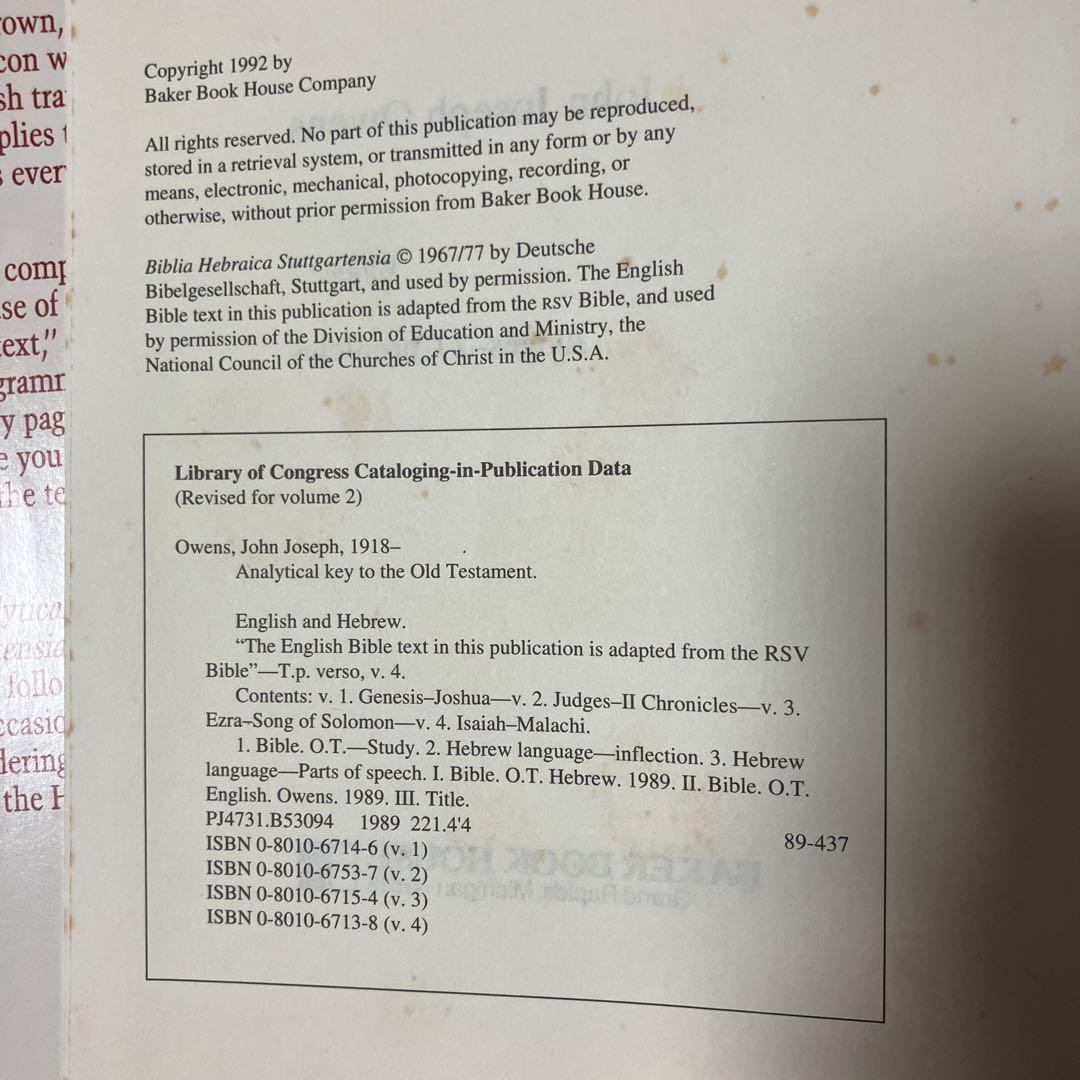 own,
con w
sh tra
plies t
s ever
comp
se of
ext,"
gramm
y pag
e you
the te
lytica
ensia
follo
ccasio
dering
the H
Copyright 1992 by
Baker Book House Company
All rights reserved. No part of this publication may be reproduced,
stored in a retrieval system, or transmitted in any form or by any
means, electronic, mechanical, photocopying, recording, or
otherwise, without prior permission from Baker Book House.
Biblia Hebraica Stuttgartensia © 1967/77 by Deutsche
Bibelgesellschaft, Stuttgart, and used by permission. The English
Bible text in this publication is adapted from the RSV Bible, and used
by permission of the Division of Education and Ministry, the
National Council of the Churches of Christ in the U.S.A.
Library of Congress Cataloging-in-Publication Data
(Revised for volume 2)
Owens, John Joseph, 1918–
Analytical key to the Old Testament.
English and Hebrew.
“The English Bible text in this publication is adapted from the RSV
Bible”—T.p. verso, v. 4.
Contents: v. 1. Genesis–Joshua—v. 2. Judges–II Chronicles—v. 3.
Ezra–Song of Solomon—v. 4. Isaiah–Malachi.
1. Bible. O.T.—Study. 2. Hebrew language—inflection. 3. Hebrew
language—Parts of speech. I. Bible. O.T. Hebrew. 1989. II. Bible. O.T.
English. Owens. 1989. III. Title.
PJ4731.B53094 1989 221.4'4
89-437
ISBN 0-8010-6714-6 (v. 1)
ISBN 0-8010-6753-7 (v. 2)
ISBN 0-8010-6715-4 (v. 3)
ISBN 0-8010-6713-8 (v. 4)